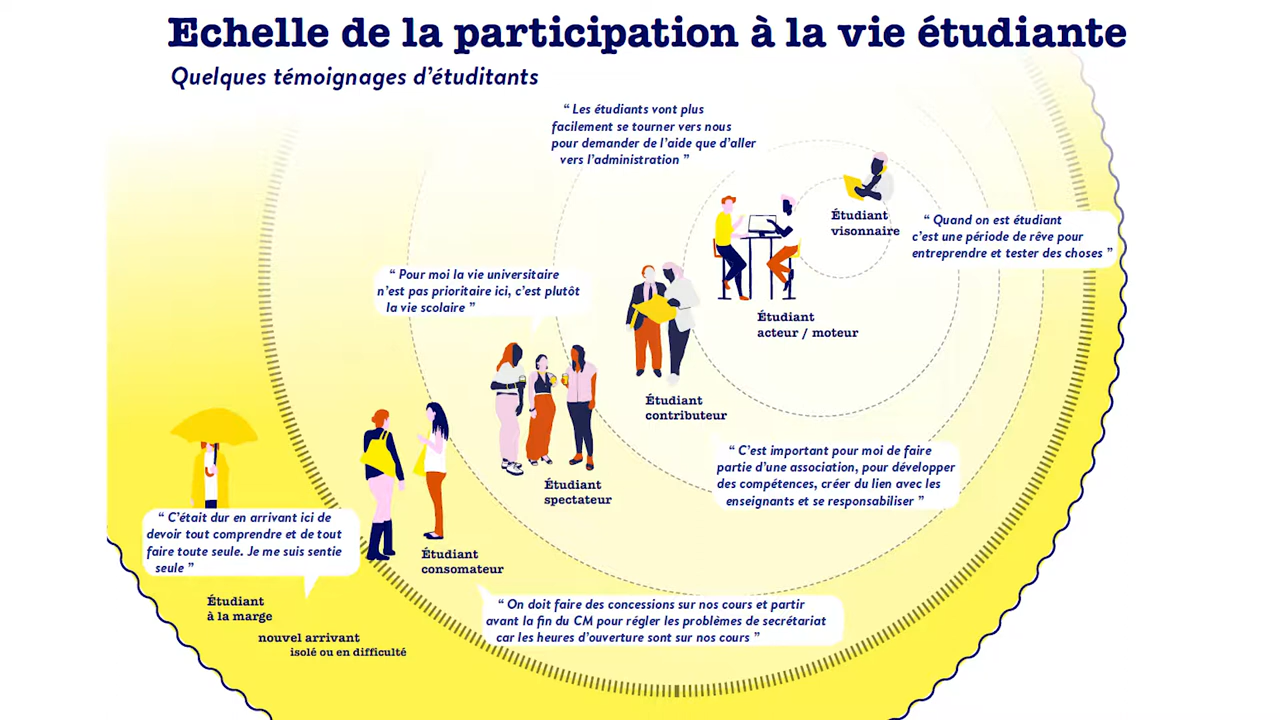 Echelle de la participation à la vie étudiante
Quelques témoignages d'étuditants
“ Les étudiants vont plus
facilement se tourner vers nous
pour demander de l'aide que d'aller
vers l'administration ”
Étudiant
visonnaire
“ Quand on est étudiant
c'est une période de rêve pour
entreprendre et tester des choses ”
“ Pour moi la vie universitaire
n'est pas prioritaire ici, c'est plutôt
la vie scolaire ”
Étudiant
acteur / moteur
Étudiant
contributeur
“ C'est important pour moi de faire
partie d'une association, pour développer
des compétences, créer du lien avec les
enseignants et se responsabiliser ”
Étudiant
spectateur
“ C'était dur en arrivant ici de
devoir tout comprendre et de tout
faire toute seule. Je me suis sentie
seule ”
Étudiant
consomateur
Étudiant
à la marge
nouvel arrivant
isolé ou en difficulté
“ On doit faire des concessions sur nos cours et partir
avant la fin du CM pour régler les problèmes de secrétariat
car les heures d'ouverture sont sur nos cours ”